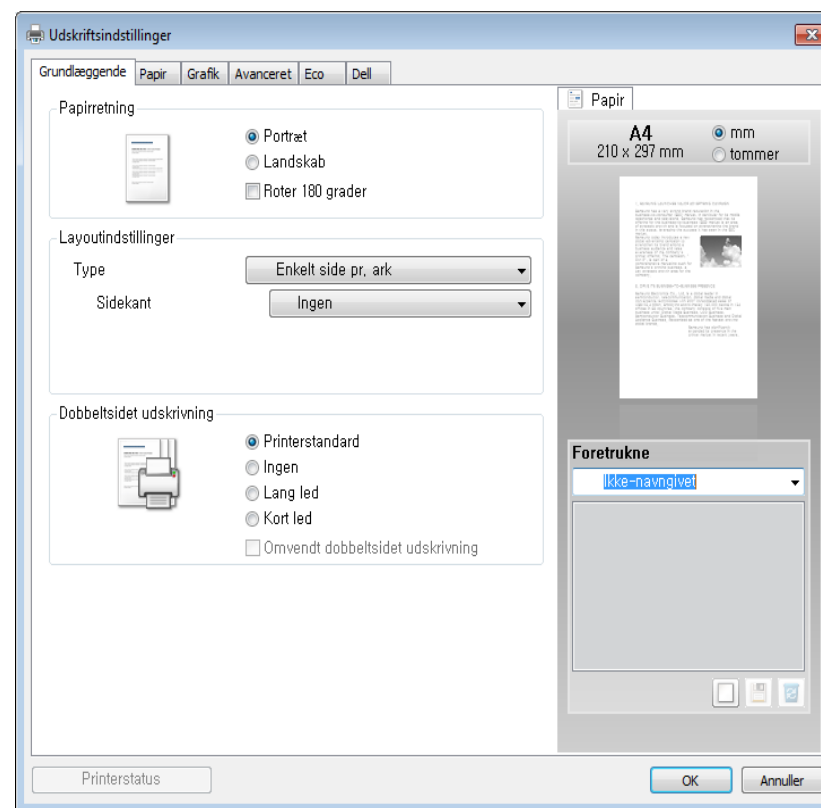 Udskriftsindstillinger
Grundlæggende Papir Grafik Avanceret Eco Dell
Papirretning
Portræt
Landskab
Roter 180 grader
Layoutindstillinger
Type Enkelt side pr, ark
Sidekant Ingen
Dobbeltsidet udskrivning
Printerstandard
Ingen
Lang led
Kort led
Omvendt dobbeltsidet udskrivning
Papir
A4
210 x 297 mm
mm
tommer
Foretrukne
Ikke-navngivet
Printerstatus
OK
Annuller